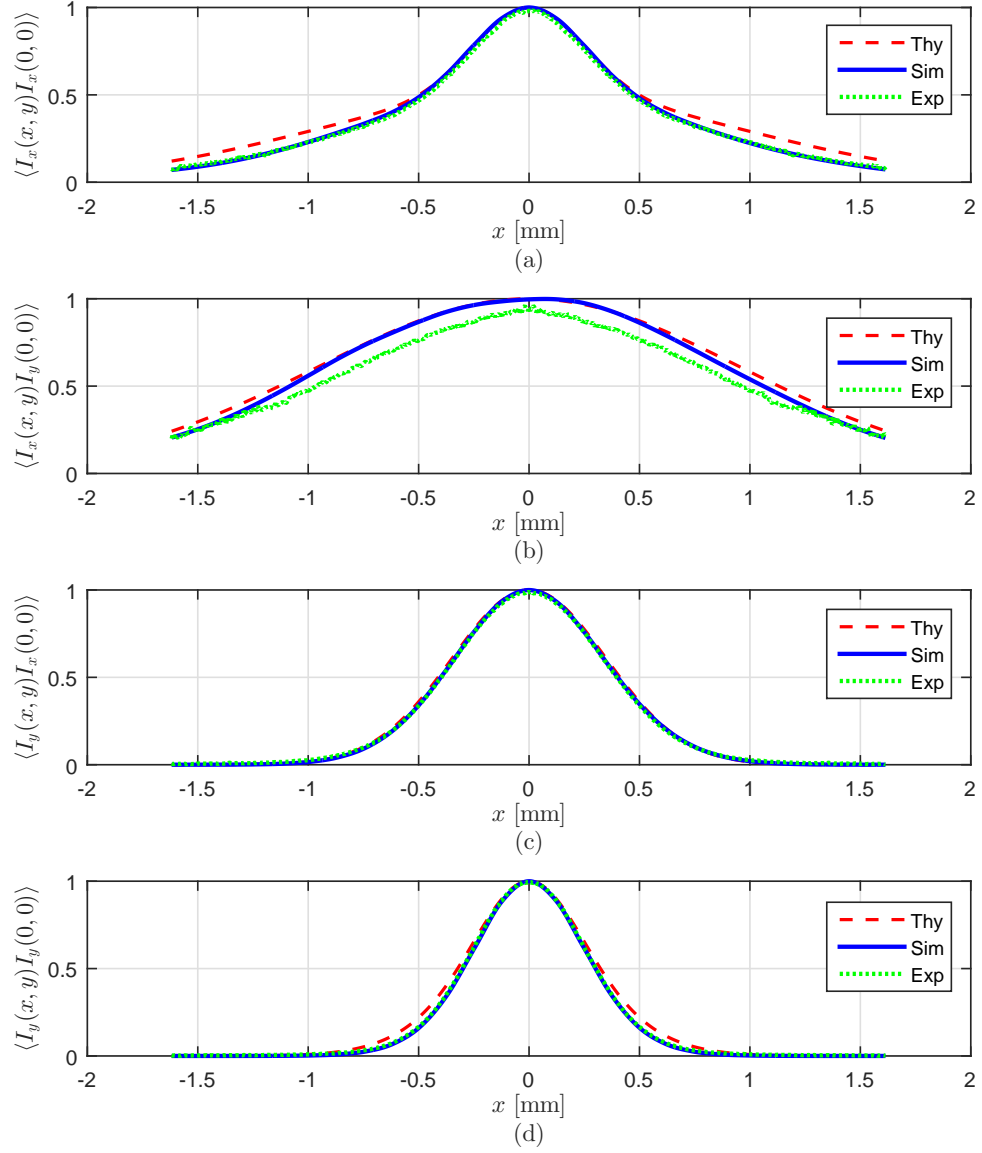 ⟨I_x(x, y)I_x(0, 0)⟩
1
0.5
0
-2 -1.5 -1 -0.5 0 0.5 1 1.5 2
Thy
Sim
Exp
x [mm]
(a)
⟨I_x(x, y)I_y(0, 0)⟩
1
0.5
0
-2 -1.5 -1 -0.5 0 0.5 1 1.5 2
Thy
Sim
Exp
x [mm]
(b)
⟨I_y(x, y)I_x(0, 0)⟩
1
0.5
0
-2 -1.5 -1 -0.5 0 0.5 1 1.5 2
Thy
Sim
Exp
x [mm]
(c)
⟨I_y(x, y)I_y(0, 0)⟩
1
0.5
0
-2 -1.5 -1 -0.5 0 0.5 1 1.5 2
Thy
Sim
Exp
x [mm]
(d)